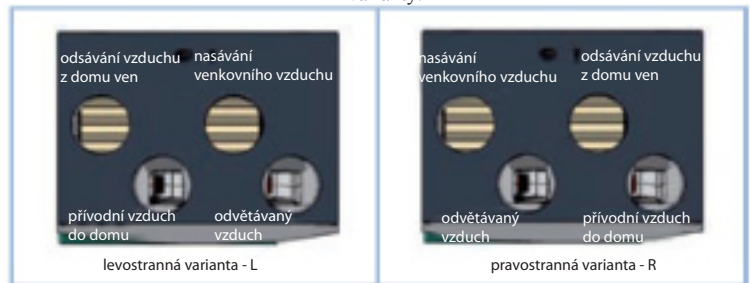 odsávání vzduchu
z domu ven
nasávání
venkovního vzduchu
přívodní vzduch
do domu
odvětávaný
vzduch
levostranná varianta - L
nasávání
venkovního vzduchu
odsávání vzduchu
z domu ven
odvětávaný
vzduch
přívodní vzduch
do domu
pravostranná varianta - R